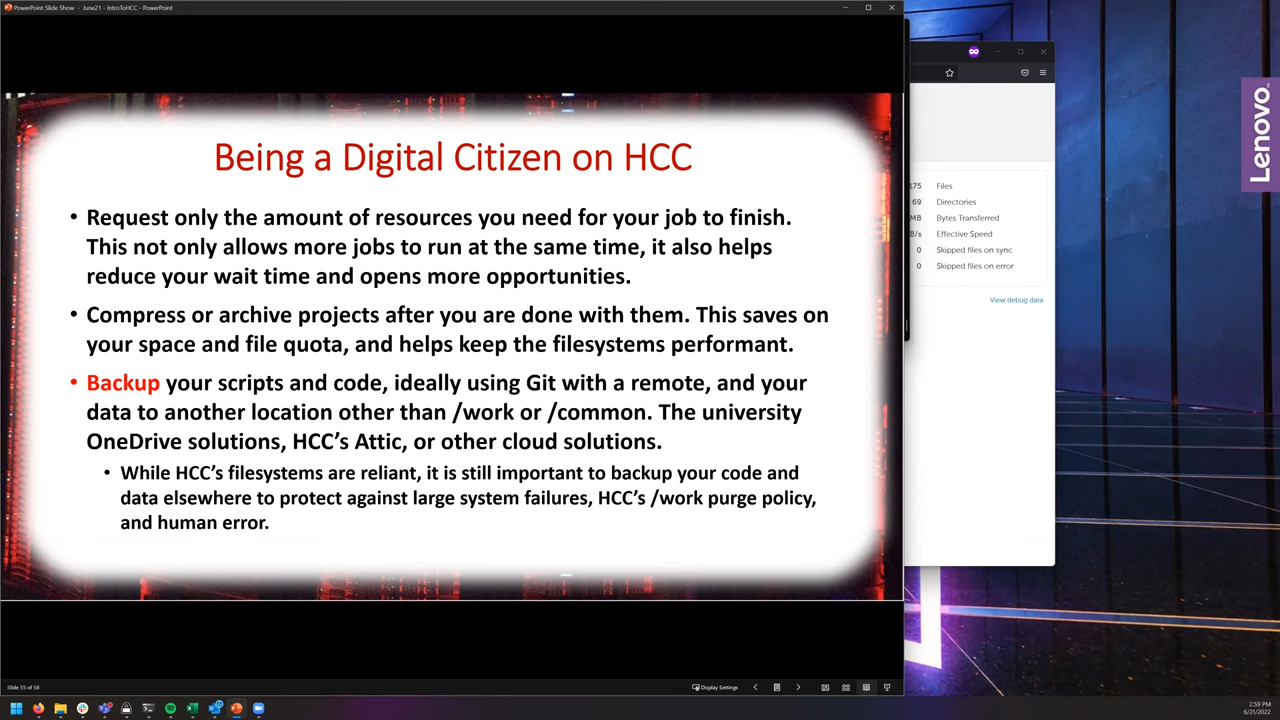 PowerPoint Slide Show - June21 - IntroToHCC - PowerPoint
Being a Digital Citizen on HCC
• Request only the amount of resources you need for your job to finish.
This not only allows more jobs to run at the same time, it also helps
reduce your wait time and opens more opportunities.
• Compress or archive projects after you are done with them. This saves on
your space and file quota, and helps keep the filesystems performant.
• Backup your scripts and code, ideally using Git with a remote, and your
data to another location other than /work or /common. The university
OneDrive solutions, HCC's Attic, or other cloud solutions.
• While HCC's filesystems are reliant, it is still important to backup your code and
data elsewhere to protect against large system failures, HCC's /work purge policy,
and human error.
Slide 55 of 58
Display Settings
175 Files
69 Directories
MB Bytes Transferred
B/s Effective Speed
0 Skipped files on sync
0 Skipped files on error
View debug data
Lenovo
2:59 PM
6/21/2022